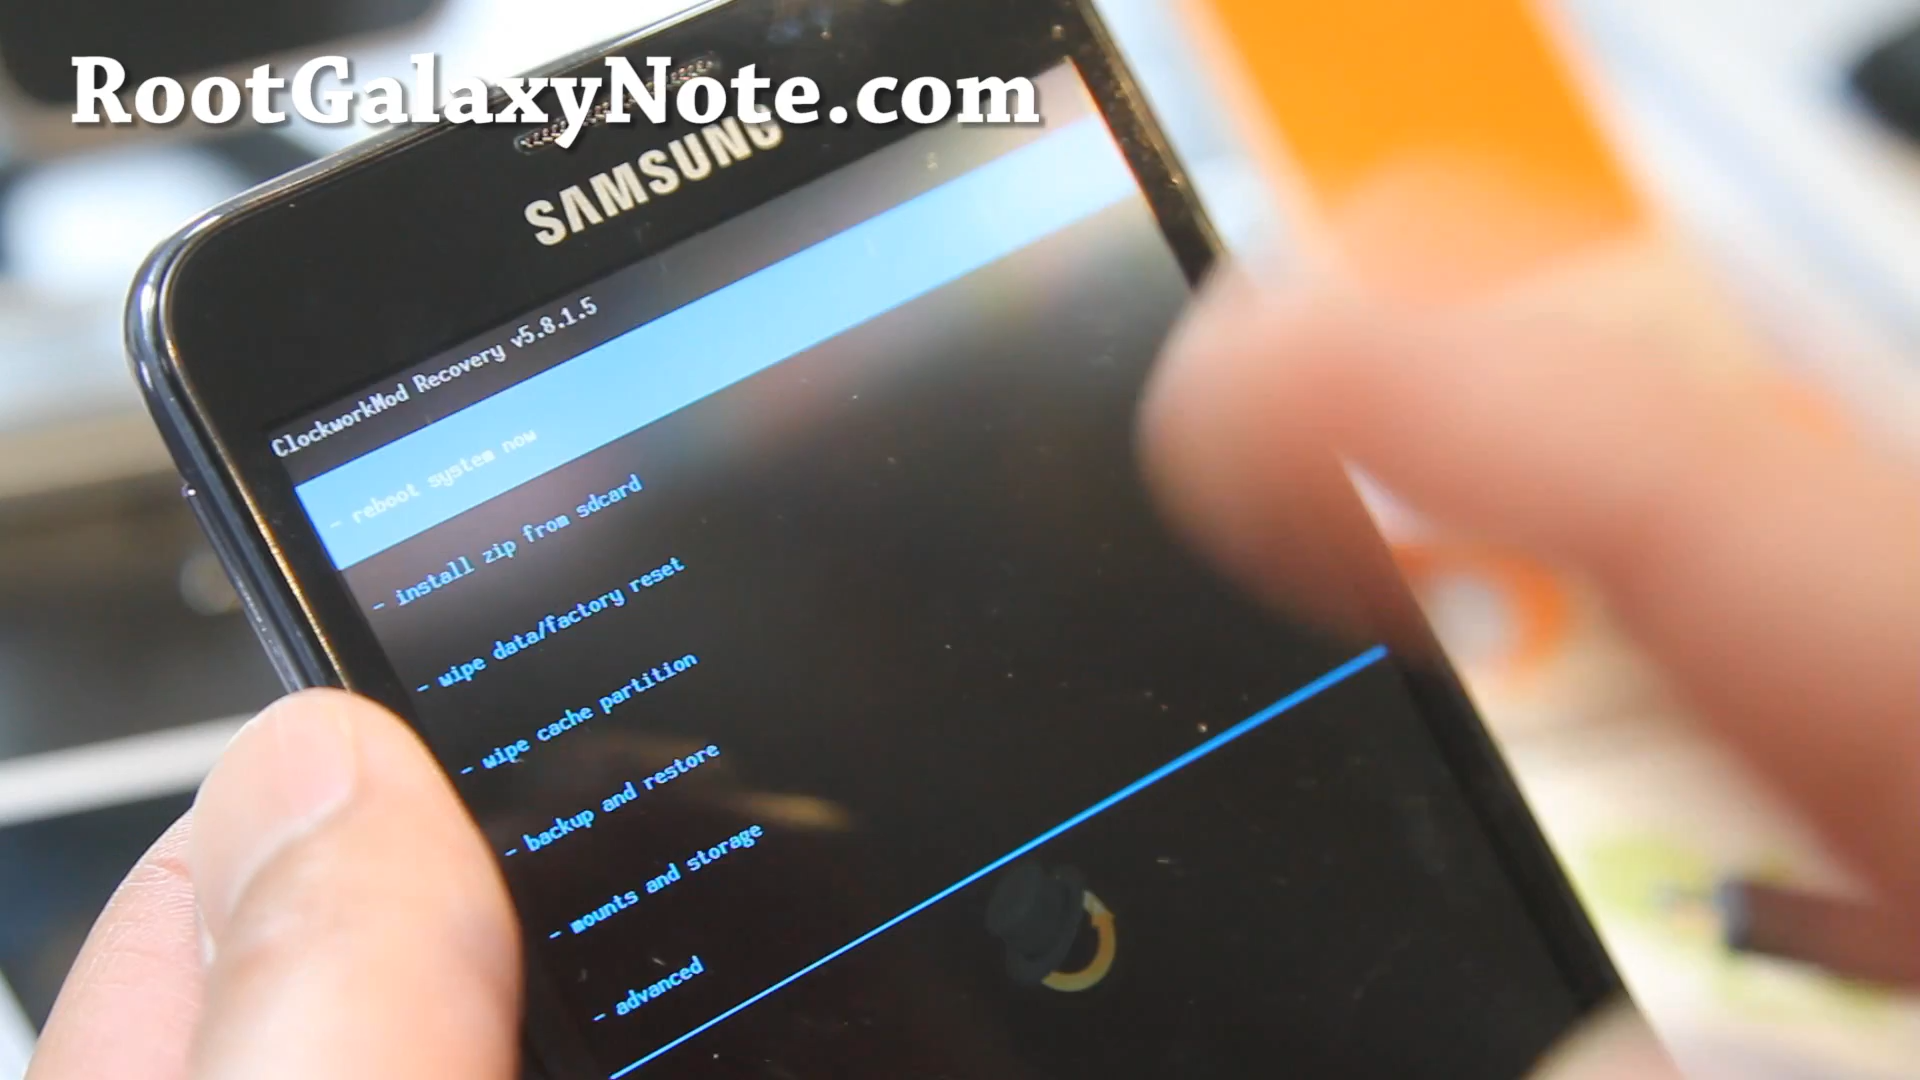 RootGalaxyNote.com
SAMSUNG
ClockworkMod Recovery v5.8.1.5
- reboot system now
- install zip from sdcard
- wipe data/factory reset
- wipe cache partition
- backup and restore
- mounts and storage
- advanced